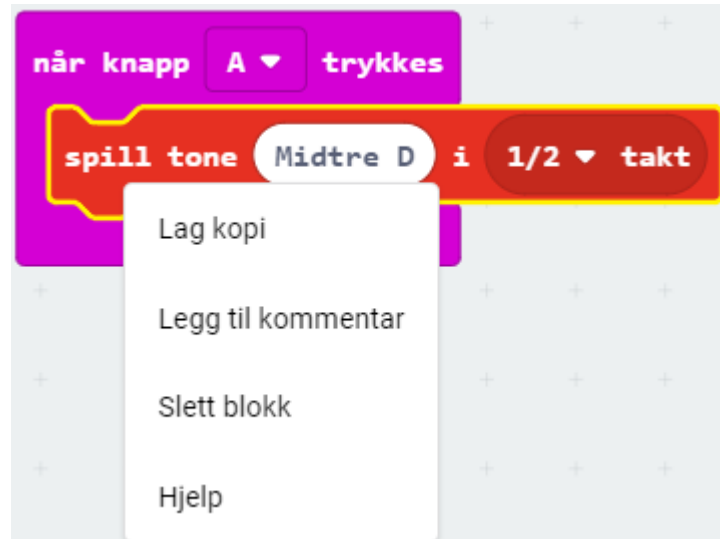 når knapp A trykkes
spill tone Midtre D i 1/2 takt
Lag kopi
Legg til kommentar
Slett blokk
Hjelp